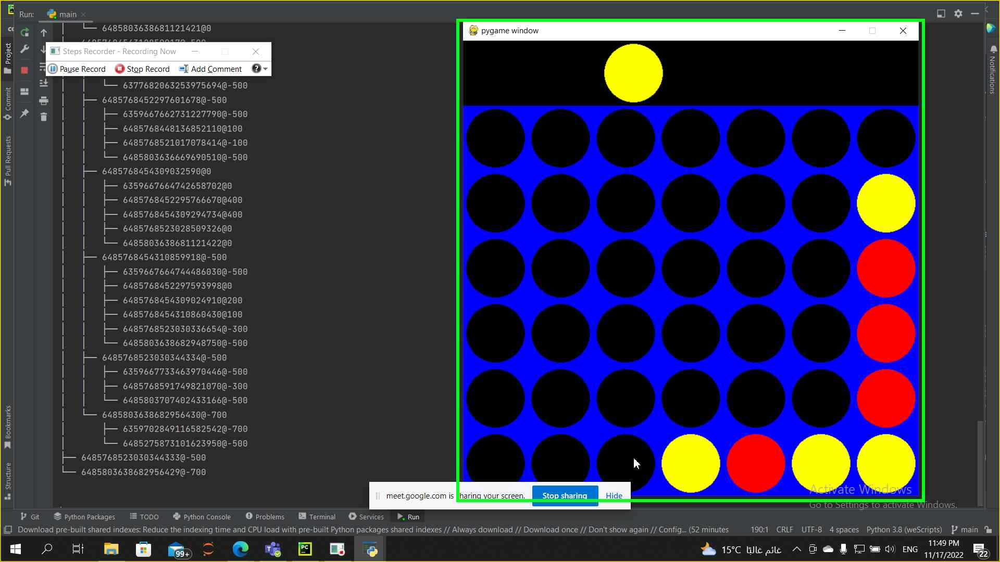 Run:
main
6485803638681121421@0
Steps Recorder - Recording Now
Pause Record
Stop Record
Add Comment
6377682063253975694@-500
6485768452297601678@-500
6359667662731227790@-500
6485768448136852110@100
6485768521017078414@-100
6485803636669690510@-500
6485768454309032590@0
6359667664742658702@0
6485768452295766670@400
6485768454309294734@400
6485768523028509326@0
6485803638681121422@0
6485768454310859918@-500
6359667664744486030@-500
6485768452297593998@0
6485768454309024910@200
6485768454310860430@100
6485768523030336654@-300
6485803638682948750@-500
6485768523030344334@-500
6359667733463970446@-500
6485768591749821070@-300
6485803707402433166@-500
6485803638682956430@-700
6359702849116582542@-700
6485275873101623950@-500
6485768523030344333@-500
6485803638682956429@-700
Project
Commit
Pull Requests
Bookmarks
Structure
pygame window
Notifications
meet.google.com is sharing your screen.
Stop sharing
Hide
Activate Windows
Go to Settings to activate Windows.
Git
Python Packages
TODO
Python Console
Problems
Terminal
Services
Run
Download pre-built shared indexes: Reduce the indexing time and CPU load with pre-built Python packages shared indexes // Always download // Download once // Don't show again // Config... (52 minutes
190:1
CRLF
UTF-8
4 spaces
Python 3.8 (weScripts)
main
99+
PC
15°C غائم غالبًا
ENG
11:49 PM
11/17/2022
22